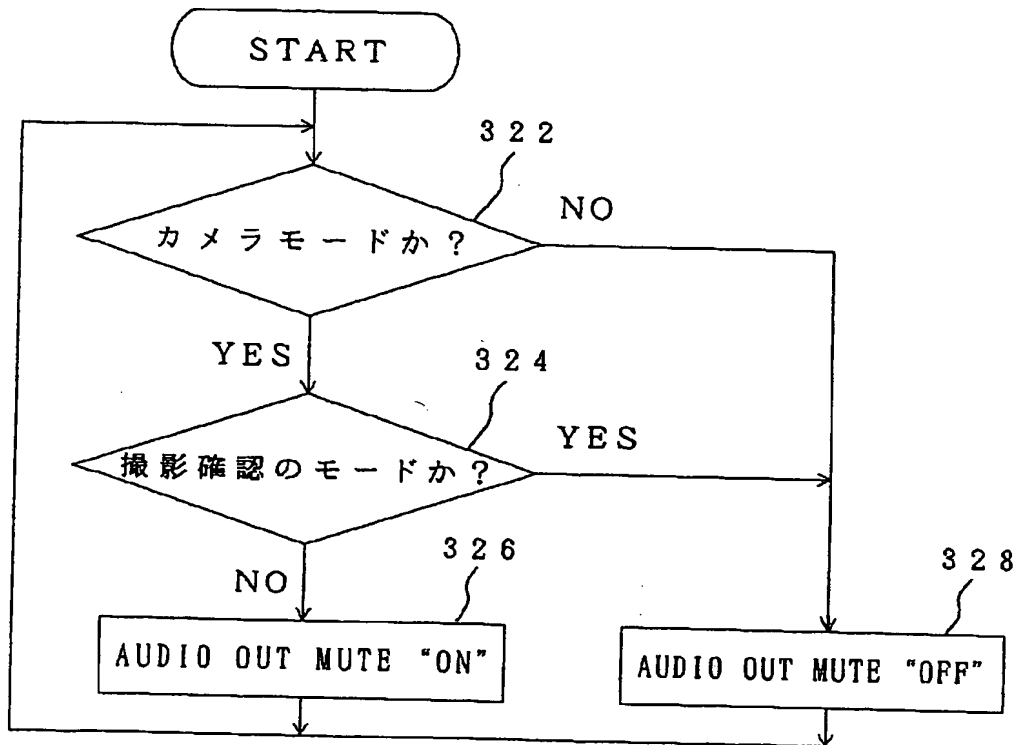 START
322
カメラモードか?
NO
YES
324
撮影確認のモードか?
YES
NO
326
AUDIO OUT MUTE “ON”
328
AUDIO OUT MUTE “OFF”